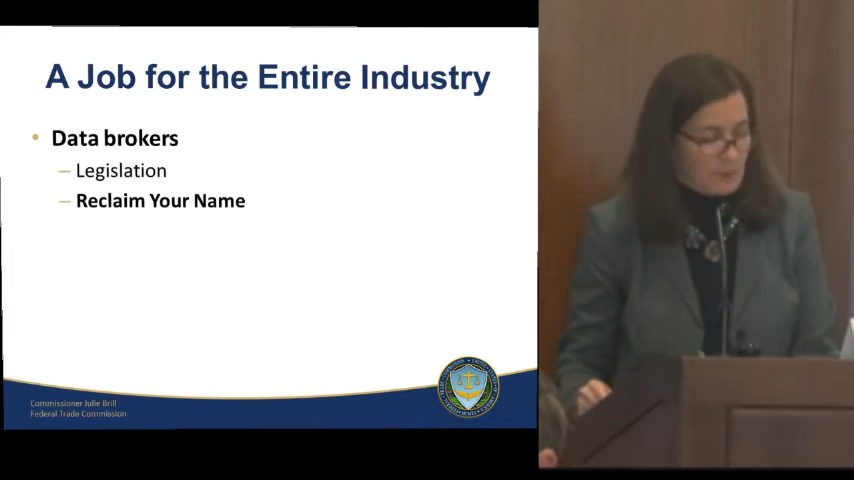 A Job for the Entire Industry
• Data brokers
– Legislation
– Reclaim Your Name
Commissioner Julie Brill
Federal Trade Commission